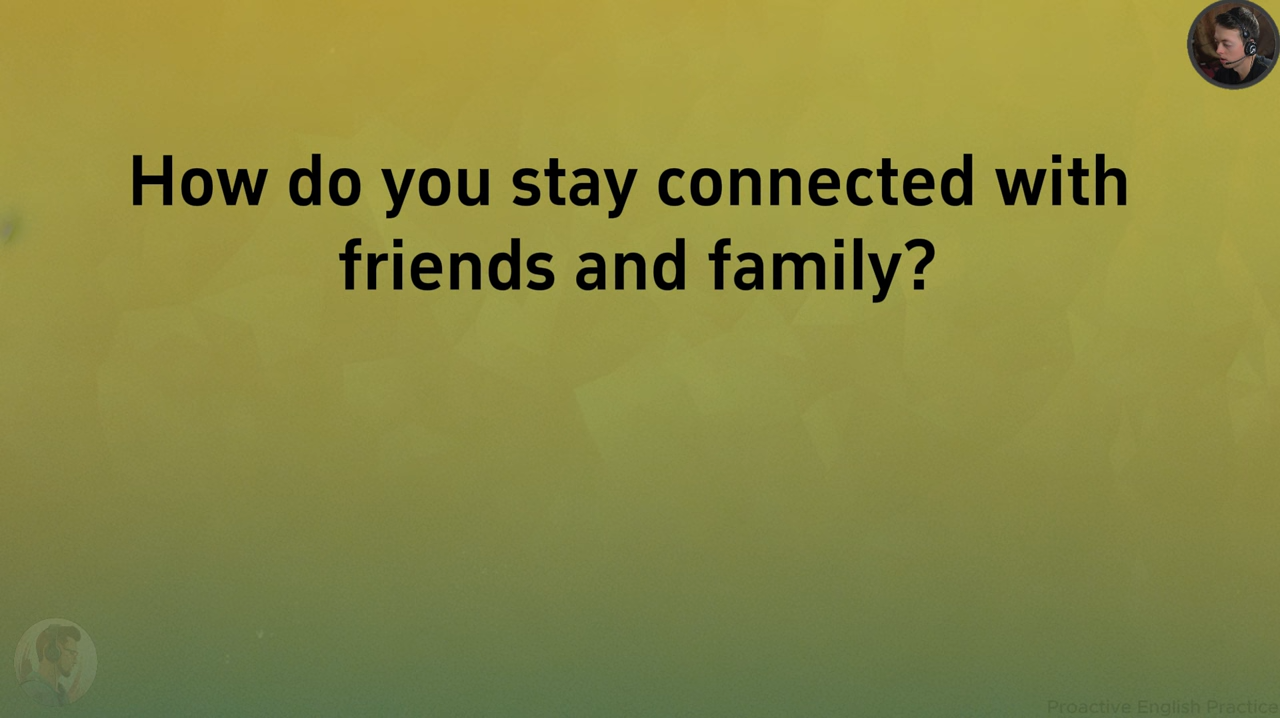 How do you stay connected with
friends and family?
Proactive English Practice